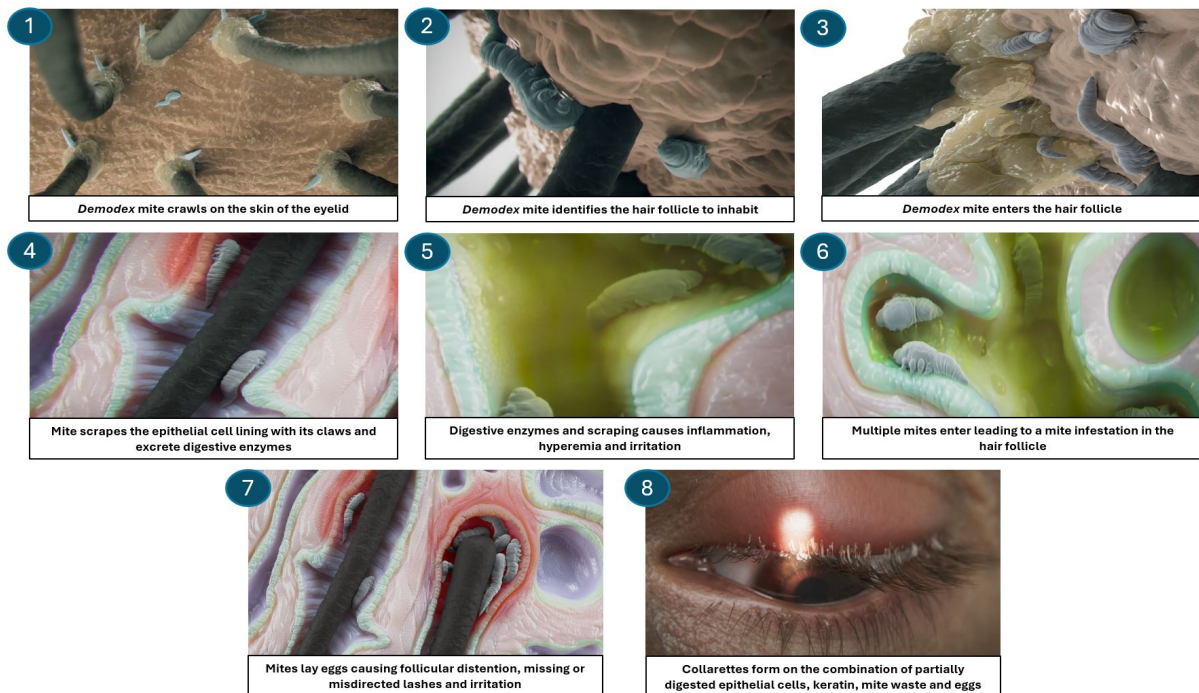 1
Demodex mite crawls on the skin of the eyelid
2
Demodex mite identifies the hair follicle to inhabit
3
Demodex mite enters the hair follicle
4
Mite scrapes the epithelial cell lining with its claws and
excrete digestive enzymes
5
Digestive enzymes and scraping causes inflammation,
hyperemia and irritation
6
Multiple mites enter leading to a mite infestation in the
hair follicle
7
Mites lay eggs causing follicular distention, missing or
misdirected lashes and irritation
8
Collarettes form on the combination of partially
digested epithelial cells, keratin, mite waste and eggs